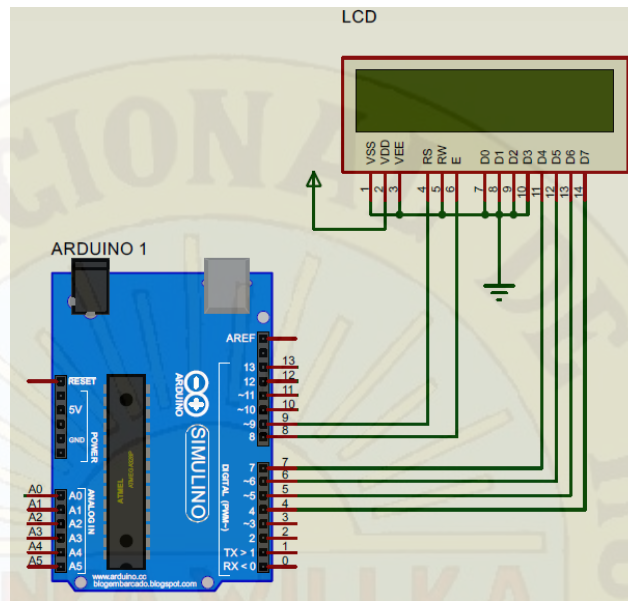 LCD
VSS
VDD
VEE
RS
RW
E
D0
D1
D2
D3
D4
D5
D6
D7
1
2
3
4
5
6
7
8
9
10
11
12
13
14
ARDUINO 1
AREF
RESET
5V
GND
POWER
A0 A0
A1 A1
A2 A2
A3 A3
A4 A4
A5 A5
ANALOG IN
ATMEL
ARDUINO
SIMULINO
DIGITAL (PWM~)
13 13
12 12
~11 11
~10 10
~9 9
8 8
7 7
~6 6
~5 5
4 4
~3 3
2 2
TX > 1 1
RX < 0 0
www.arduino.cc
blogembarcado.blogspot.com